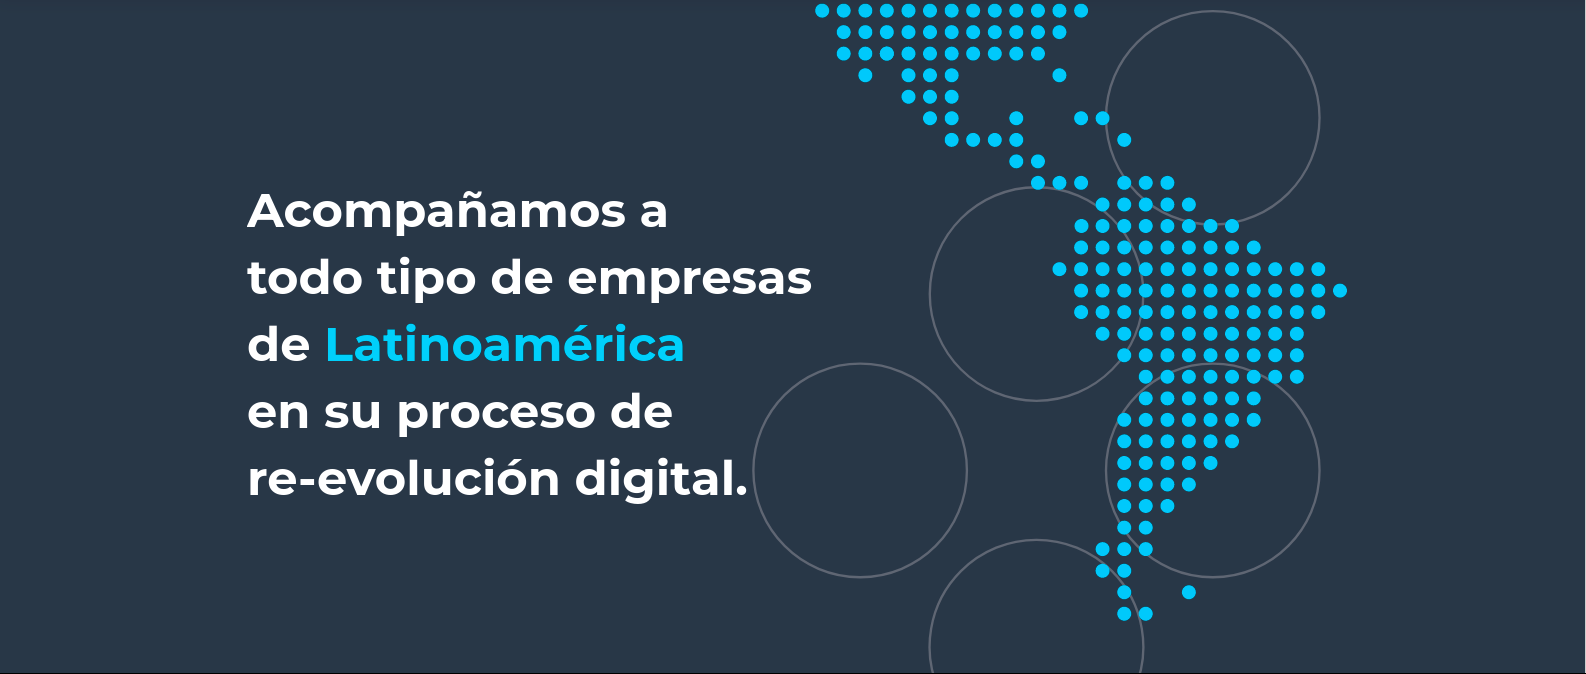 Acompañamos a
todo tipo de empresas
de Latinoamérica
en su proceso de
re-evolución digital.